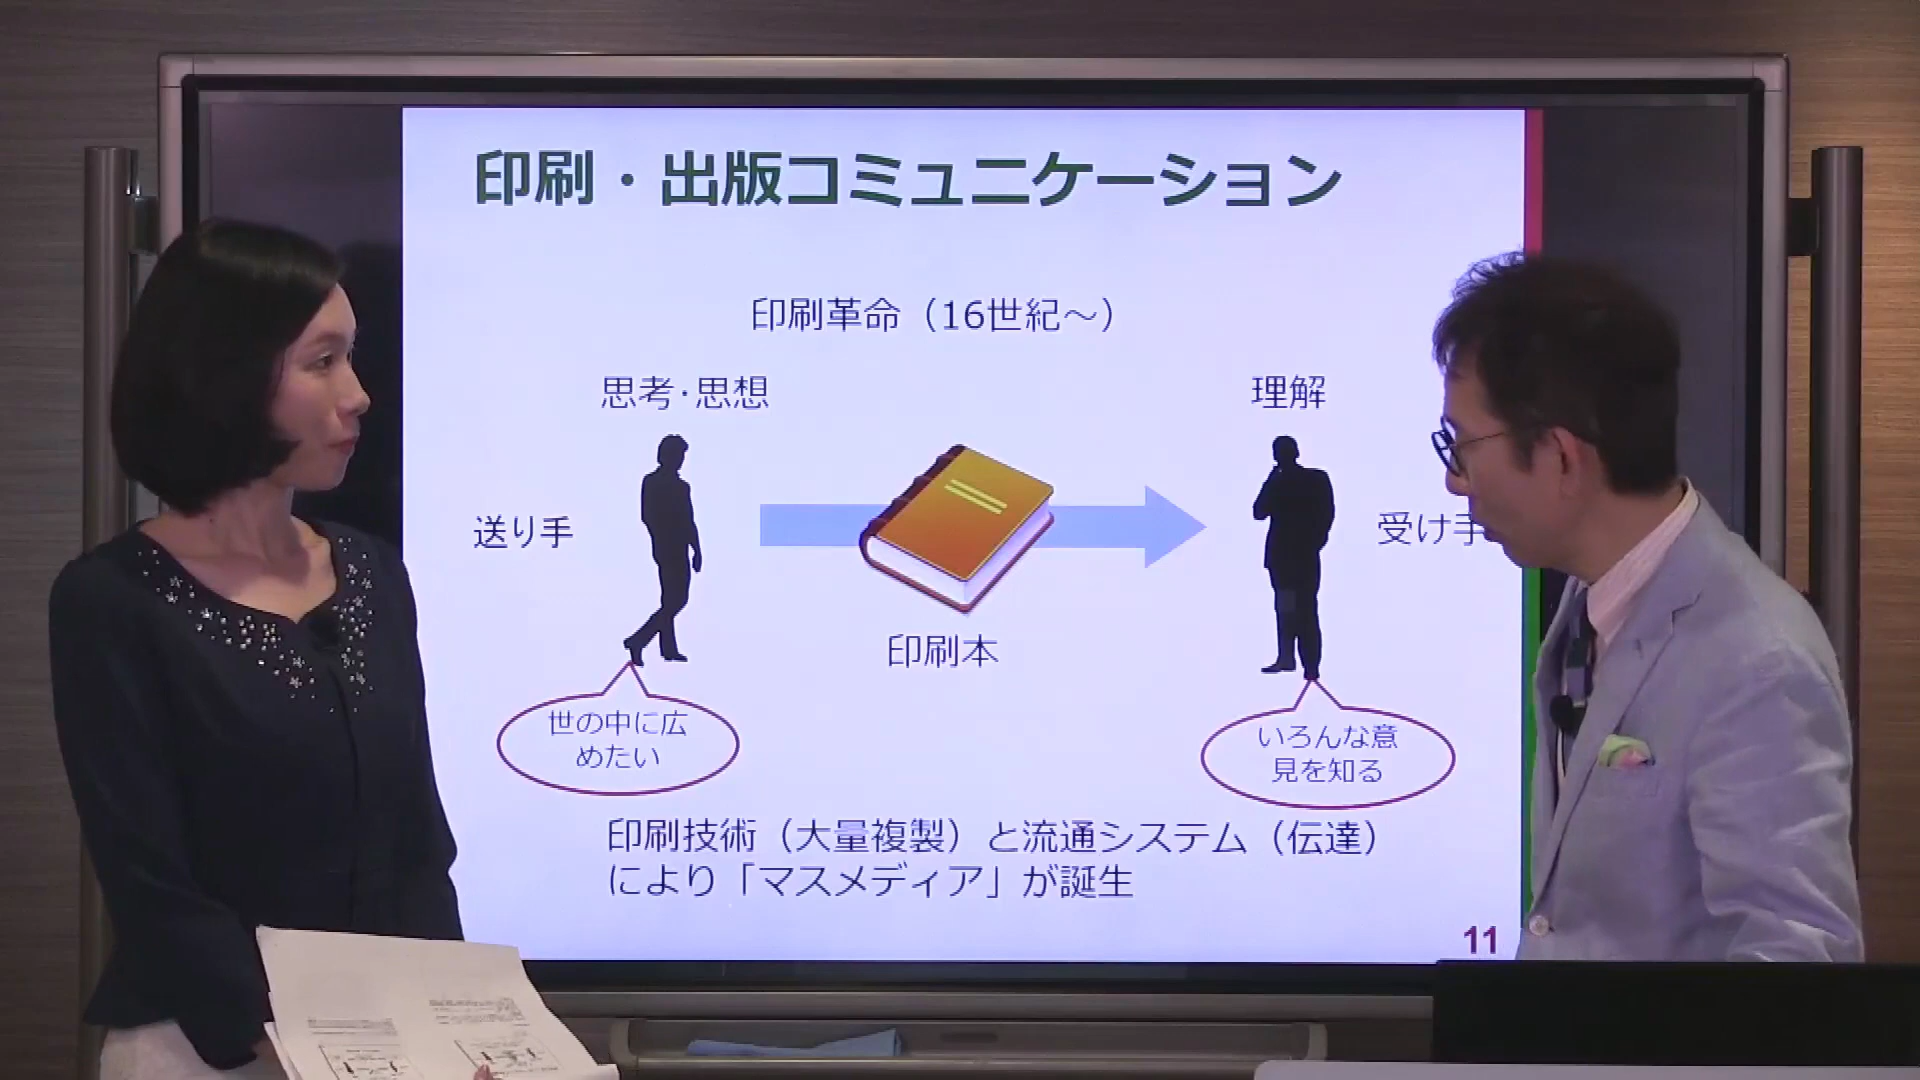 印刷・出版コミュニケーション
印刷革命（16世紀～）
思考･思想
理解
送り手
受け手
印刷本
世の中に広
めたい
いろんな意
見を知る
印刷技術（大量複製）と流通システム（伝達）
により「マスメディア」が誕生
11